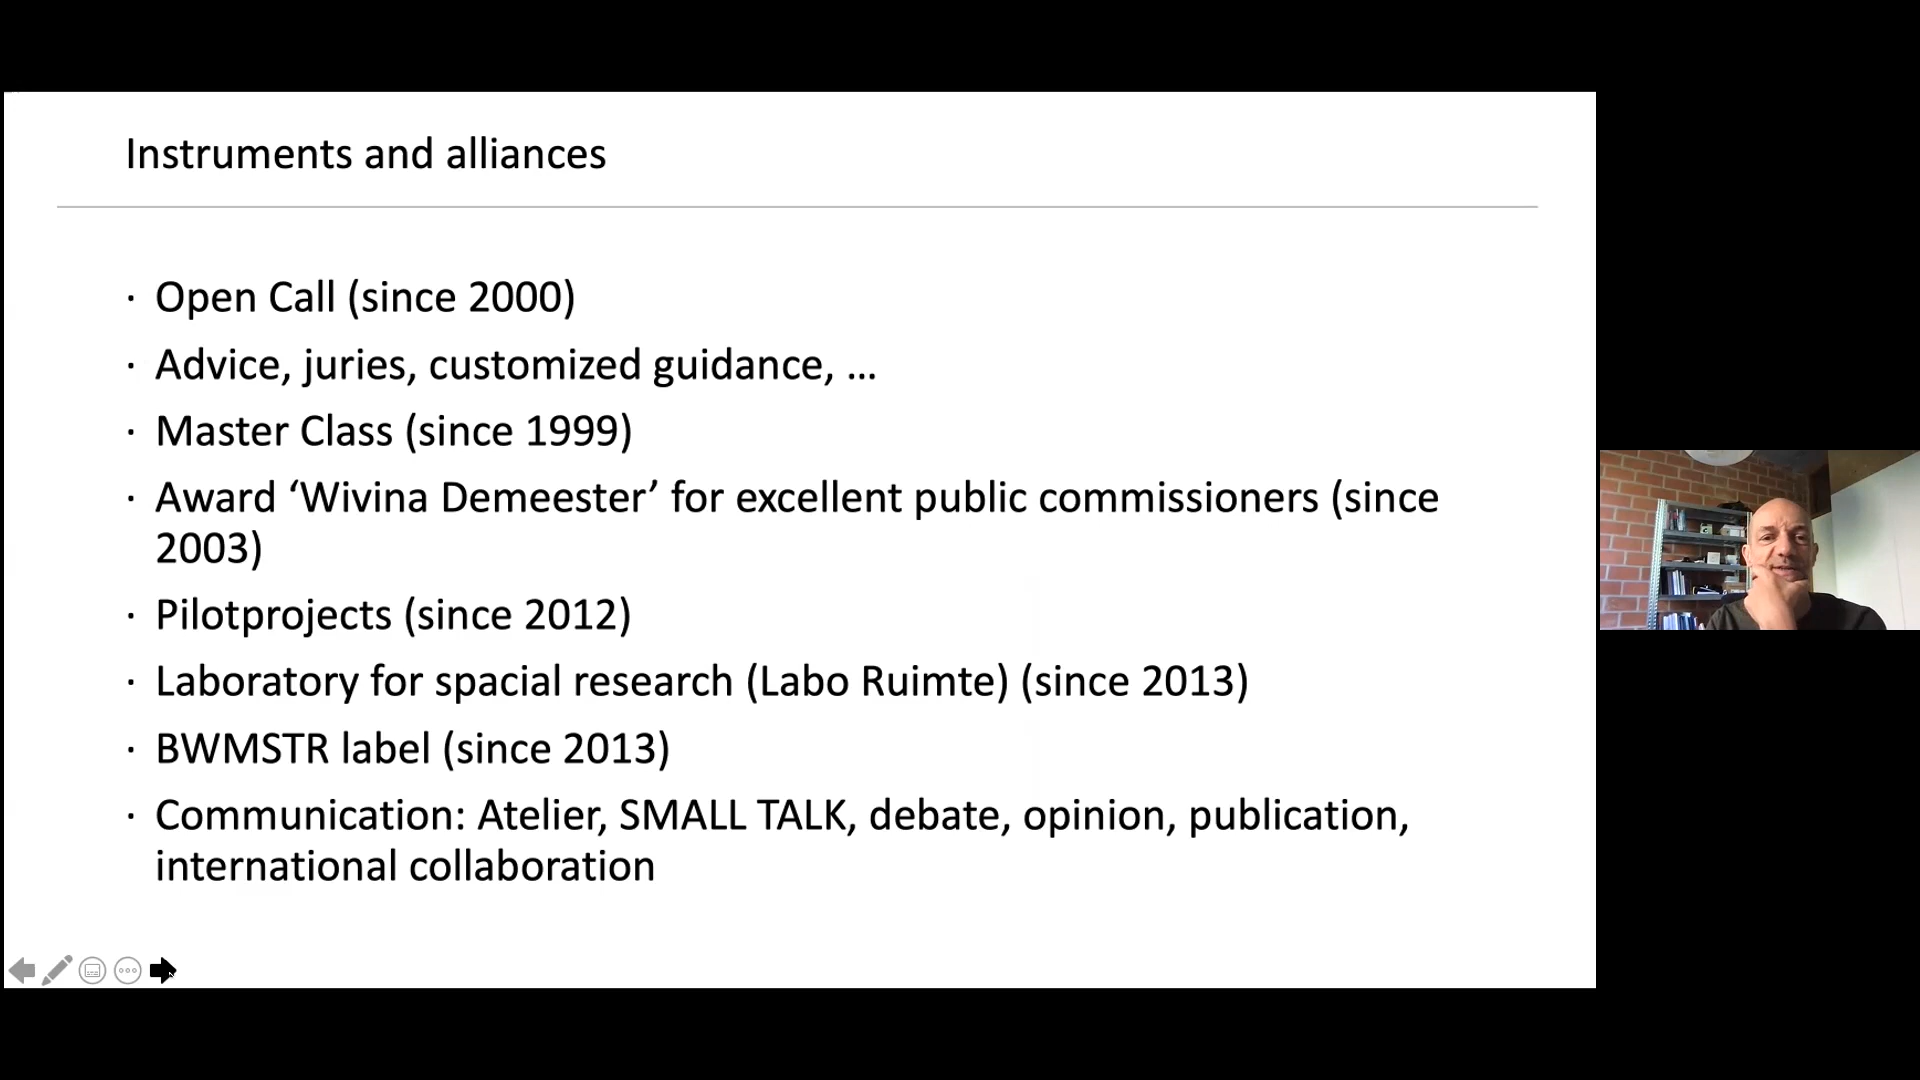 Instruments and alliances
· Open Call (since 2000)
· Advice, juries, customized guidance, ...
· Master Class (since 1999)
· Award ‘Wivina Demeester’ for excellent public commissioners (since
2003)
· Pilotprojects (since 2012)
· Laboratory for spacial research (Labo Ruimte) (since 2013)
· BWMSTR label (since 2013)
· Communication: Atelier, SMALL TALK, debate, opinion, publication,
international collaboration